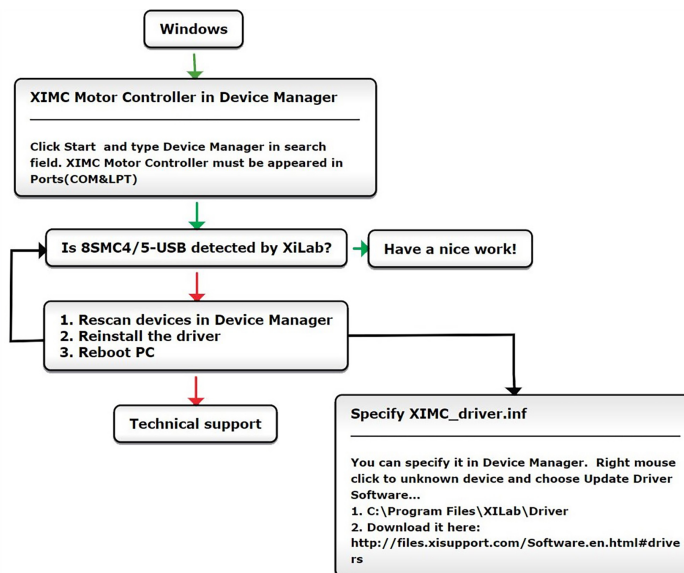 Windows
XIMC Motor Controller in Device Manager
Click Start and type Device Manager in search
field. XIMC Motor Controller must be appeared in
Ports(COM&LPT)
Is 8SMC4/5-USB detected by XiLab?
Have a nice work!
1. Rescan devices in Device Manager
2. Reinstall the driver
3. Reboot PC
Technical support
Specify XIMC_driver.inf
You can specify it in Device Manager. Right mouse
click to unknown device and choose Update Driver
Software...
1. C:\Program Files\XILab\Driver
2. Download it here:
http://files.xisupport.com/Software.en.html#drive
rs